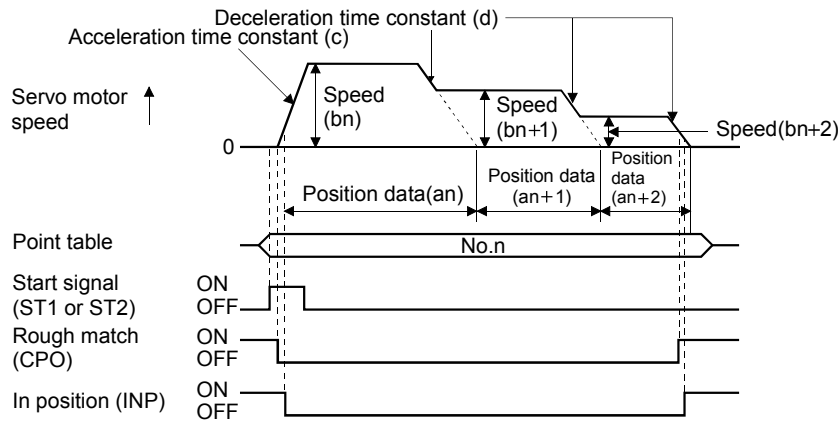 Deceleration time constant (d)
Acceleration time constant (c)
Servo motor
speed
Speed
(bn)
Speed
(bn+1)
Speed(bn+2)
0
Position data(an)
Position data
(an+1)
Position
data
(an+2)
Point table
No.n
Start signal
(ST1 or ST2)
ON
OFF
Rough match
(CPO)
ON
OFF
In position (INP)
ON
OFF